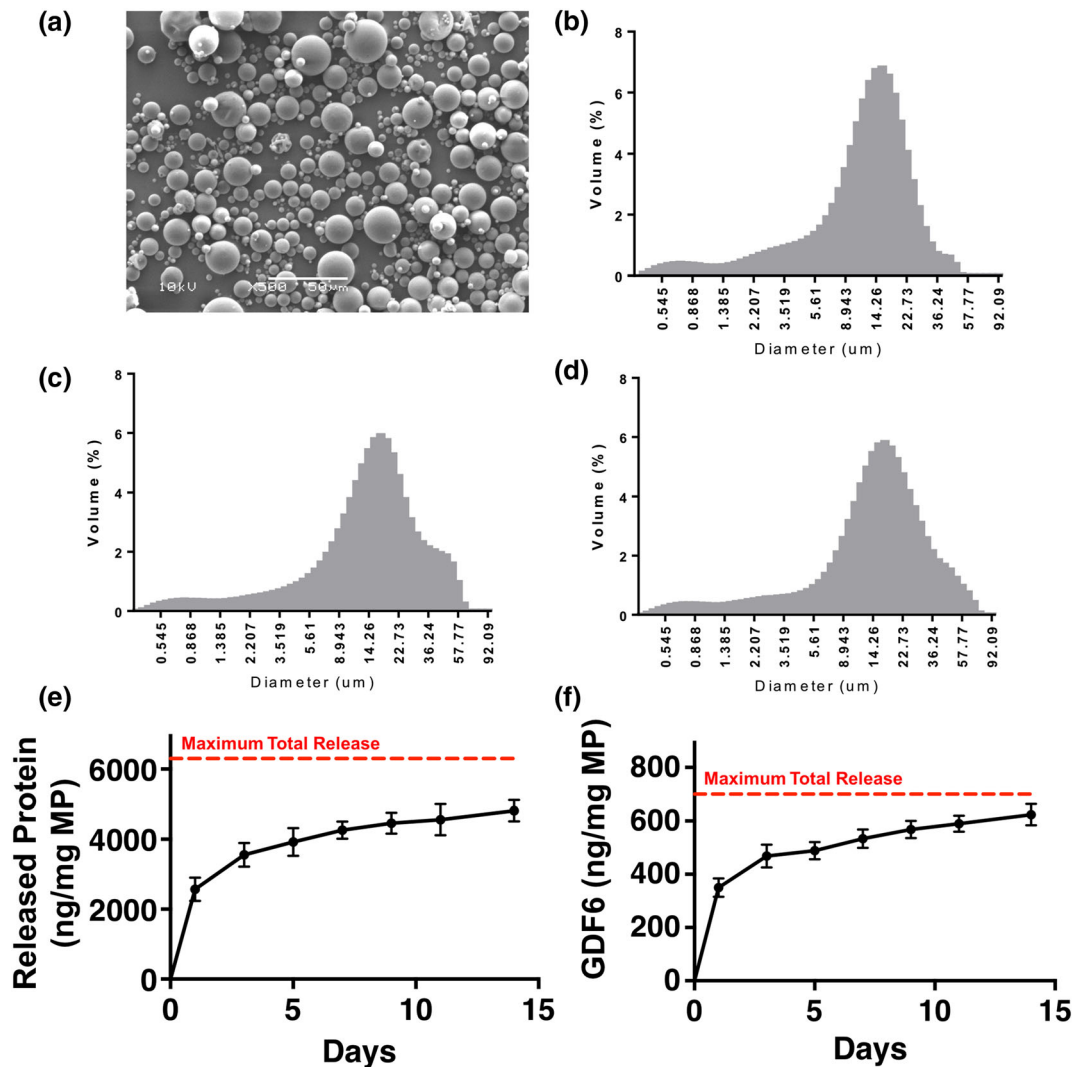 (a)
10kV X500 50µm
(b)
8
6
4
2
0
Volume (%)
0.545 0.868 1.385 2.207 3.519 5.61 8.943 14.26 22.73 36.24 57.77 92.09
Diameter (um)
(c)
8
6
4
2
0
Volume (%)
0.545 0.868 1.385 2.207 3.519 5.61 8.943 14.26 22.73 36.24 57.77 92.09
Diameter (um)
(d)
8
6
4
2
0
Volume (%)
0.545 0.868 1.385 2.207 3.519 5.61 8.943 14.26 22.73 36.24 57.77 92.09
Diameter (um)
(e)
Maximum Total Release
6000
4000
2000
0
Released Protein
(ng/mg MP)
0 5 10 15
Days
(f)
Maximum Total Release
800
600
400
200
0
GDF6 (ng/mg MP)
0 5 10 15
Days